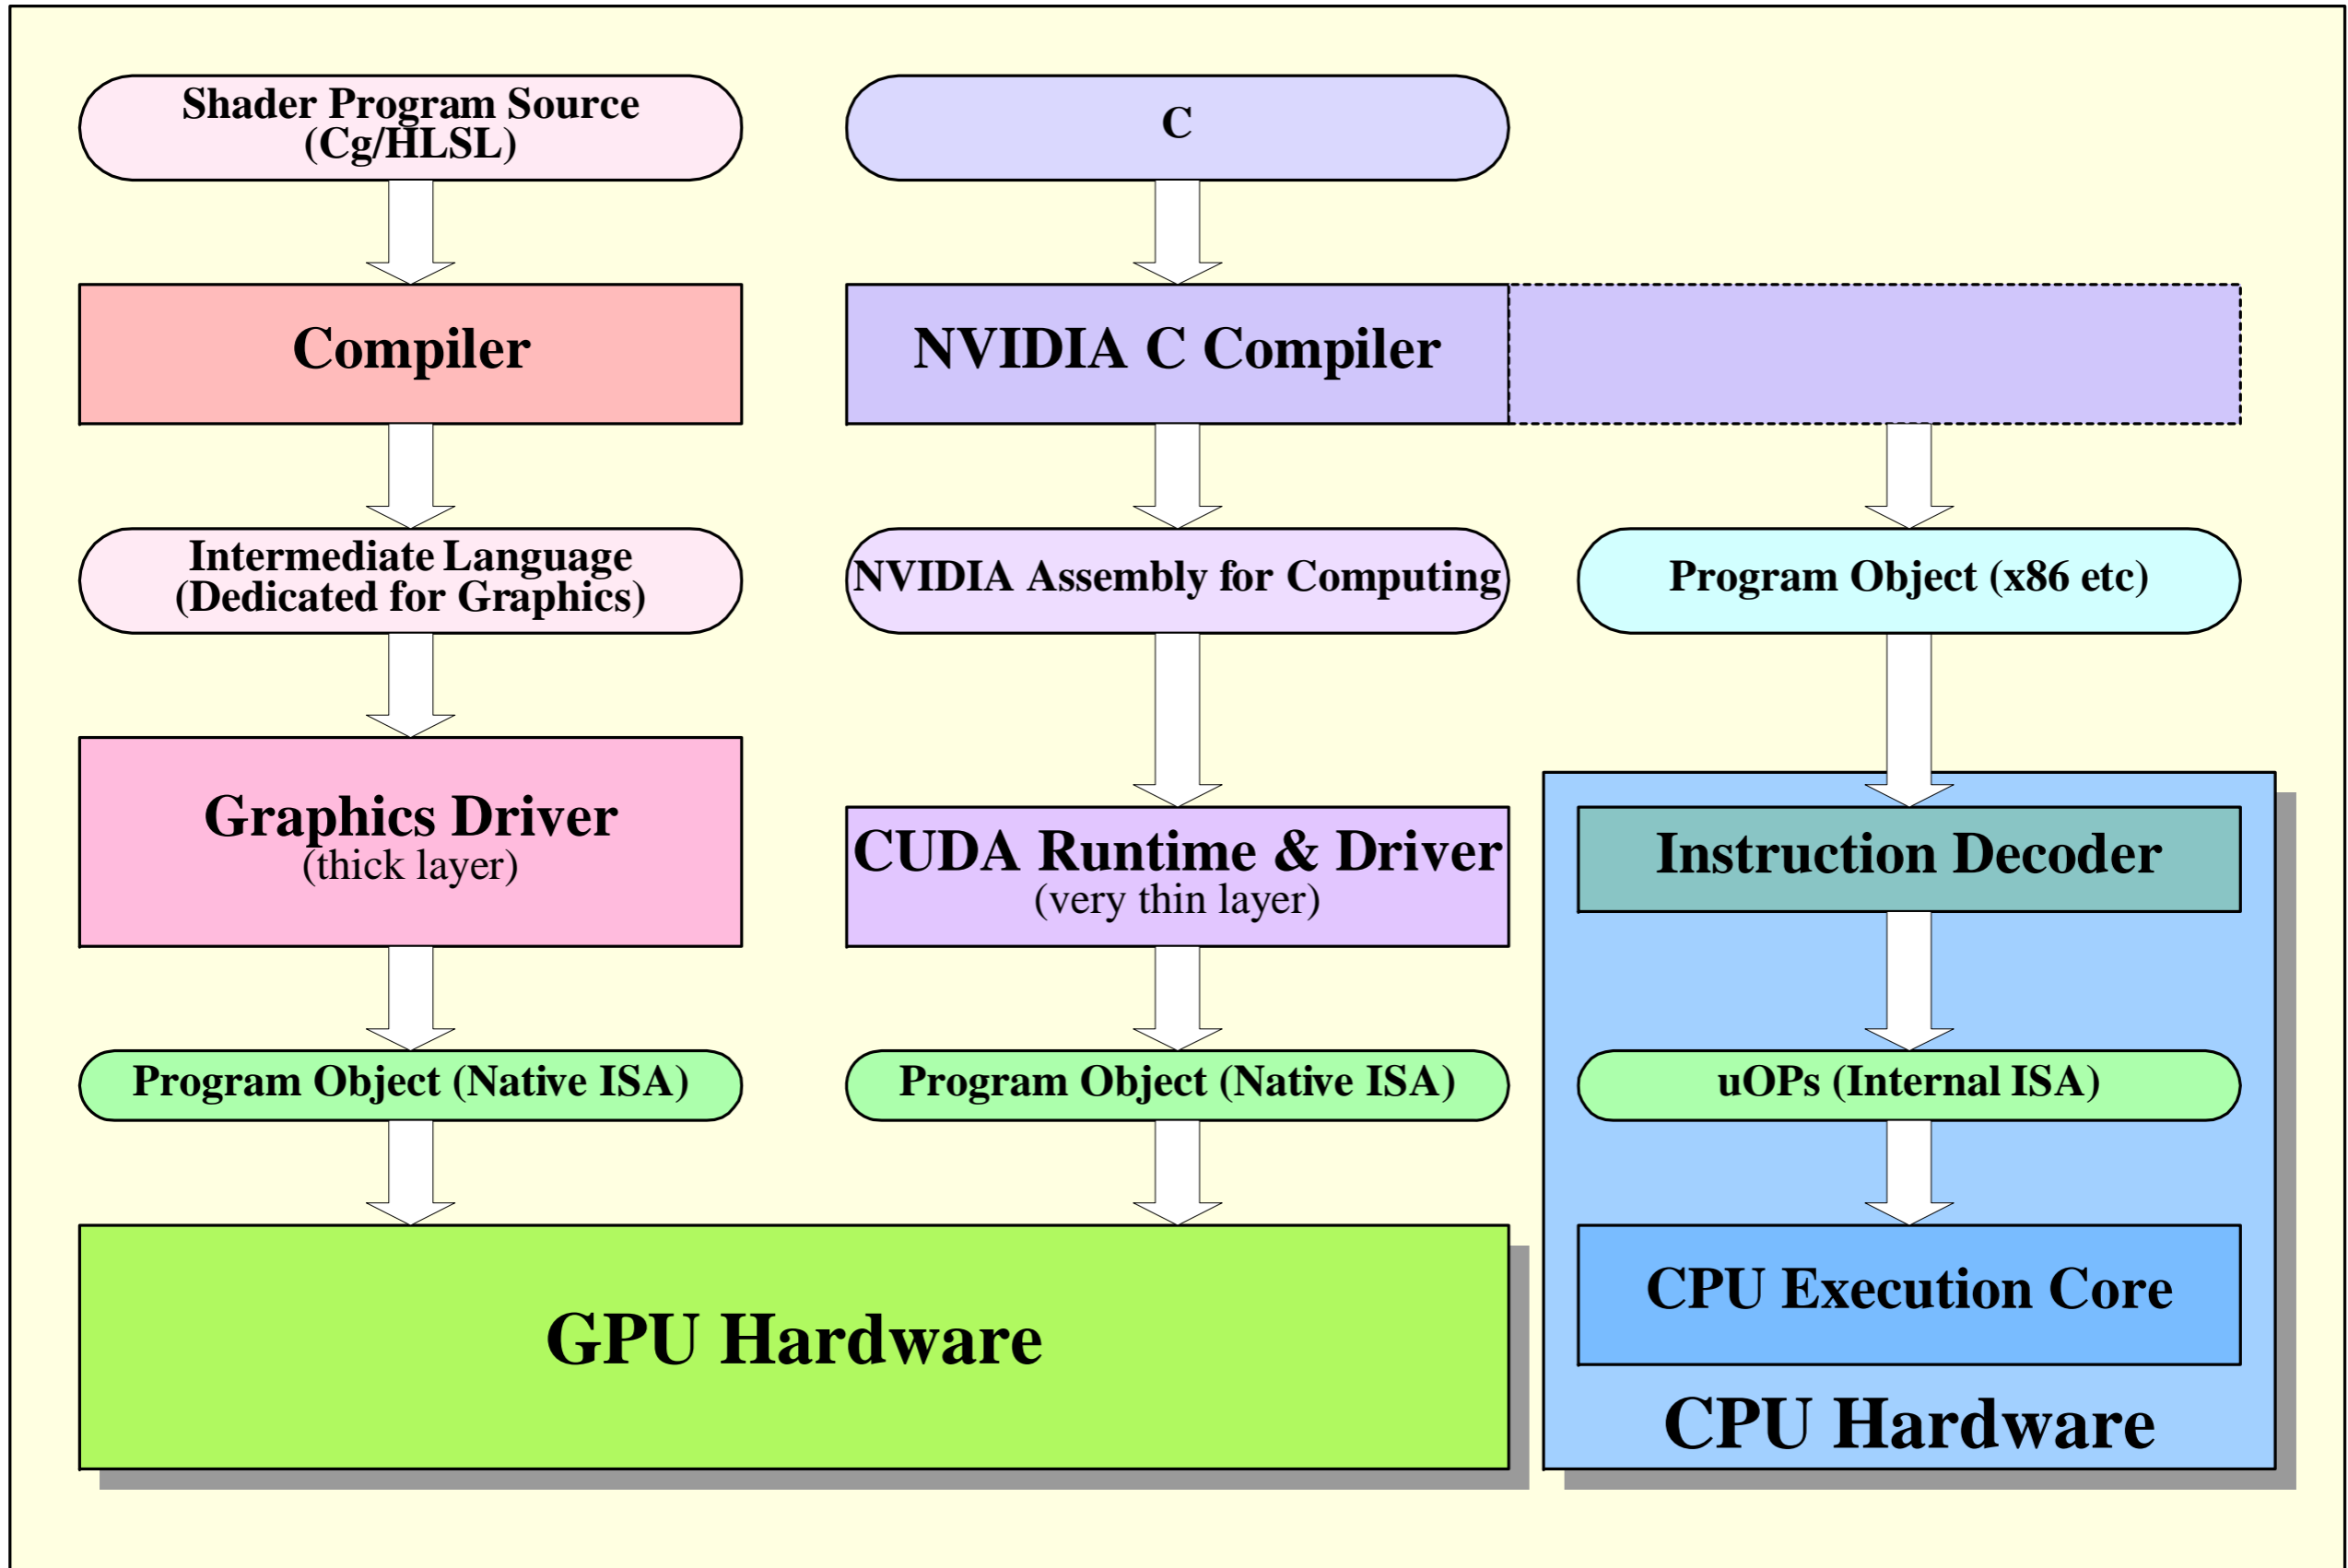 Shader Program Source
(Cg/HLSL)
C
Compiler
NVIDIA C Compiler
Intermediate Language
(Dedicated for Graphics)
NVIDIA Assembly for Computing
Program Object (x86 etc)
Graphics Driver
(thick layer)
CUDA Runtime & Driver
(very thin layer)
Instruction Decoder
Program Object (Native ISA)
Program Object (Native ISA)
uOPs (Internal ISA)
GPU Hardware
CPU Execution Core
CPU Hardware